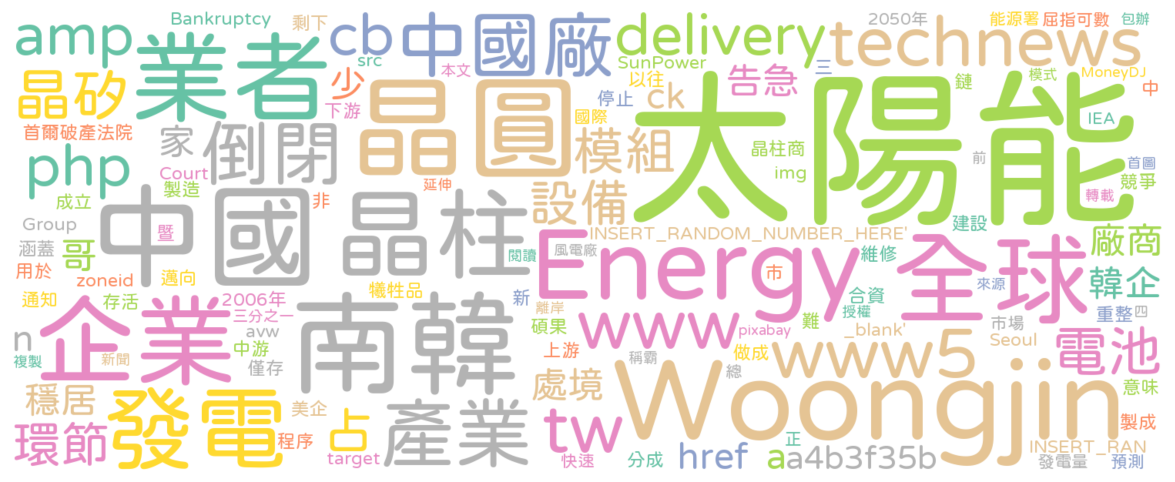 amp
業者
Bankruptcy
剩下
src
cb
本文
中國廠
delivery
SunPower
2050年
technews
能源署
屈指可數
包辦
晶矽
少
下游
首爾破產法院
晶圓
停止
以往
三
ck
告急
國際
太陽能
鏈
模式
MoneyDJ
中
IEA
php
家
倒閉
Court
成立
製造
延伸
非
模組
設備
晶柱商
img
前
首圖
競爭
轉載
Group
中國
晶柱
涵蓋
哥
暨
用於
zoneid
邁向
通知
存活
犧牲品
INSERT_RANDOM_NUMBER_HERE'
閱讀
風電廠
維修
建設
廠商
Energy
全球
市
來源
韓企
新
離岸
合資
授權
重整
四
企業
2006年
三分之一
南韓
n
avw
中游
複製
新聞
僅存
碩果
www
pixabay
難
_blank'
市場
Seoul
上游
稱霸
做成
www5
電池
總
處境
意味
穩居
發電
美企
占
產業
Woongjin
環節
程序
target
tw
快速
分成
href
正
aa4b3f35b
製成
INSERT_RAN
發電量
預測